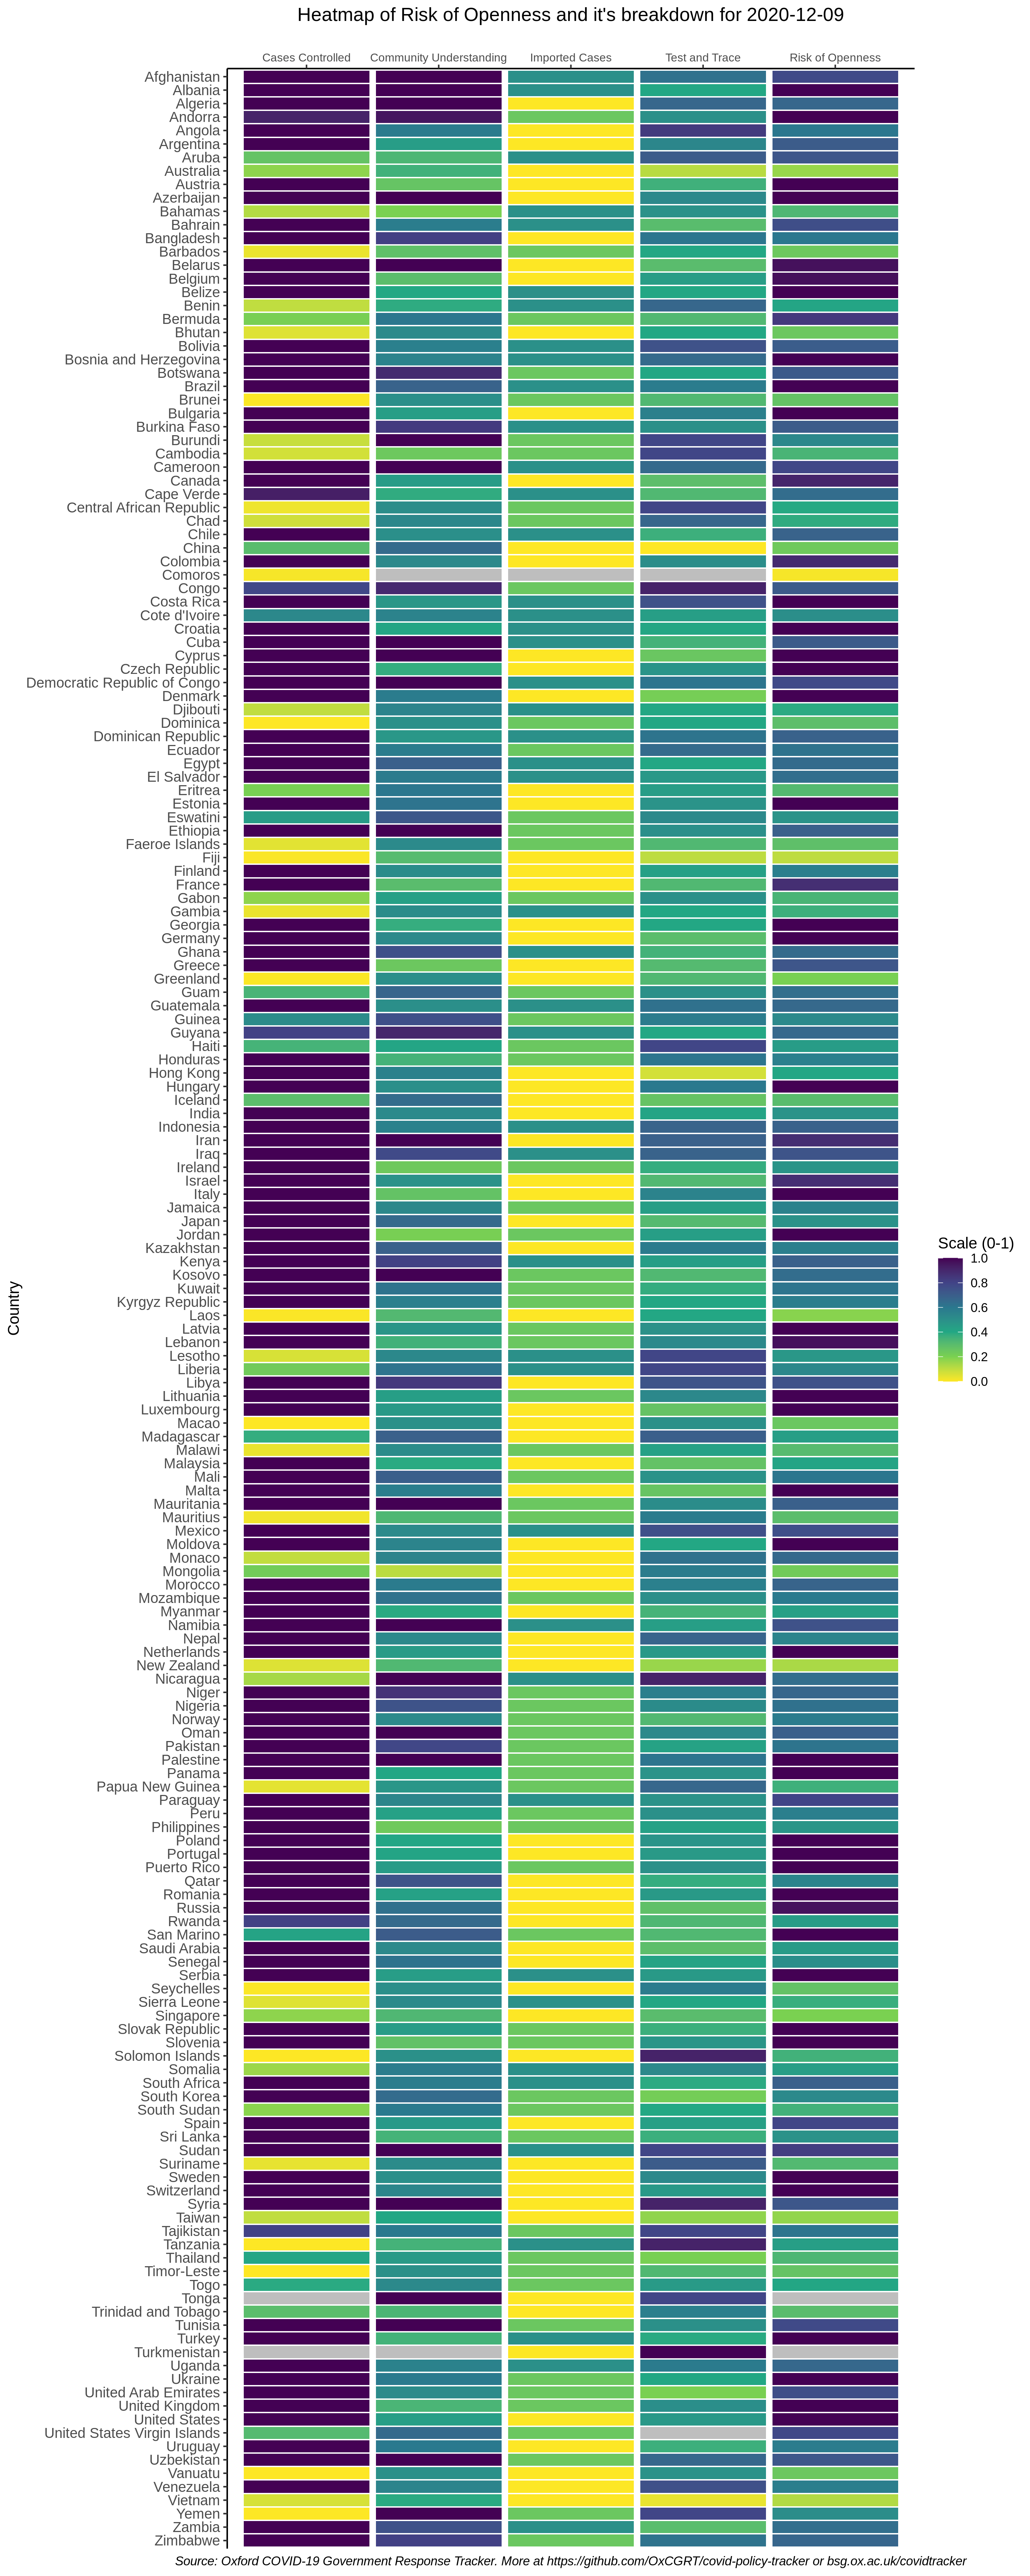 Heatmap of Risk of Openness and it's breakdown for 2020-12-09
Cases Controlled Community Understanding Imported Cases Test and Trace Risk of Openness
Afghanistan
Albania
Algeria
Andorra
Angola
Argentina
Aruba
Australia
Austria
Azerbaijan
Bahamas
Bahrain
Bangladesh
Barbados
Belarus
Belgium
Belize
Benin
Bermuda
Bhutan
Bolivia
Bosnia and Herzegovina
Botswana
Brazil
Brunei
Bulgaria
Burkina Faso
Burundi
Cambodia
Cameroon
Canada
Cape Verde
Central African Republic
Chad
Chile
China
Colombia
Comoros
Congo
Costa Rica
Cote d'Ivoire
Croatia
Cuba
Cyprus
Czech Republic
Democratic Republic of Congo
Denmark
Djibouti
Dominica
Dominican Republic
Ecuador
Egypt
El Salvador
Eritrea
Estonia
Eswatini
Ethiopia
Faeroe Islands
Fiji
Finland
France
Gabon
Gambia
Georgia
Germany
Ghana
Greece
Greenland
Guam
Guatemala
Guinea
Guyana
Haiti
Honduras
Hong Kong
Hungary
Iceland
India
Indonesia
Iran
Iraq
Ireland
Israel
Italy
Jamaica
Japan
Jordan
Kazakhstan
Kenya
Kosovo
Kuwait
Kyrgyz Republic
Laos
Latvia
Lebanon
Lesotho
Liberia
Libya
Lithuania
Luxembourg
Macao
Madagascar
Malawi
Malaysia
Mali
Malta
Mauritania
Mauritius
Mexico
Moldova
Monaco
Mongolia
Morocco
Mozambique
Myanmar
Namibia
Nepal
Netherlands
New Zealand
Nicaragua
Niger
Nigeria
Norway
Oman
Pakistan
Palestine
Panama
Papua New Guinea
Paraguay
Peru
Philippines
Poland
Portugal
Puerto Rico
Qatar
Romania
Russia
Rwanda
San Marino
Saudi Arabia
Senegal
Serbia
Seychelles
Sierra Leone
Singapore
Slovak Republic
Slovenia
Solomon Islands
Somalia
South Africa
South Korea
South Sudan
Spain
Sri Lanka
Sudan
Suriname
Sweden
Switzerland
Syria
Taiwan
Tajikistan
Tanzania
Thailand
Timor-Leste
Togo
Tonga
Trinidad and Tobago
Tunisia
Turkey
Turkmenistan
Uganda
Ukraine
United Arab Emirates
United Kingdom
United States
United States Virgin Islands
Uruguay
Uzbekistan
Vanuatu
Venezuela
Vietnam
Yemen
Zambia
Zimbabwe
Country
Scale (0-1)
1.0
0.8
0.6
0.4
0.2
0.0
Source: Oxford COVID-19 Government Response Tracker. More at https://github.com/OxCGRT/covid-policy-tracker or bsg.ox.ac.uk/covidtracker